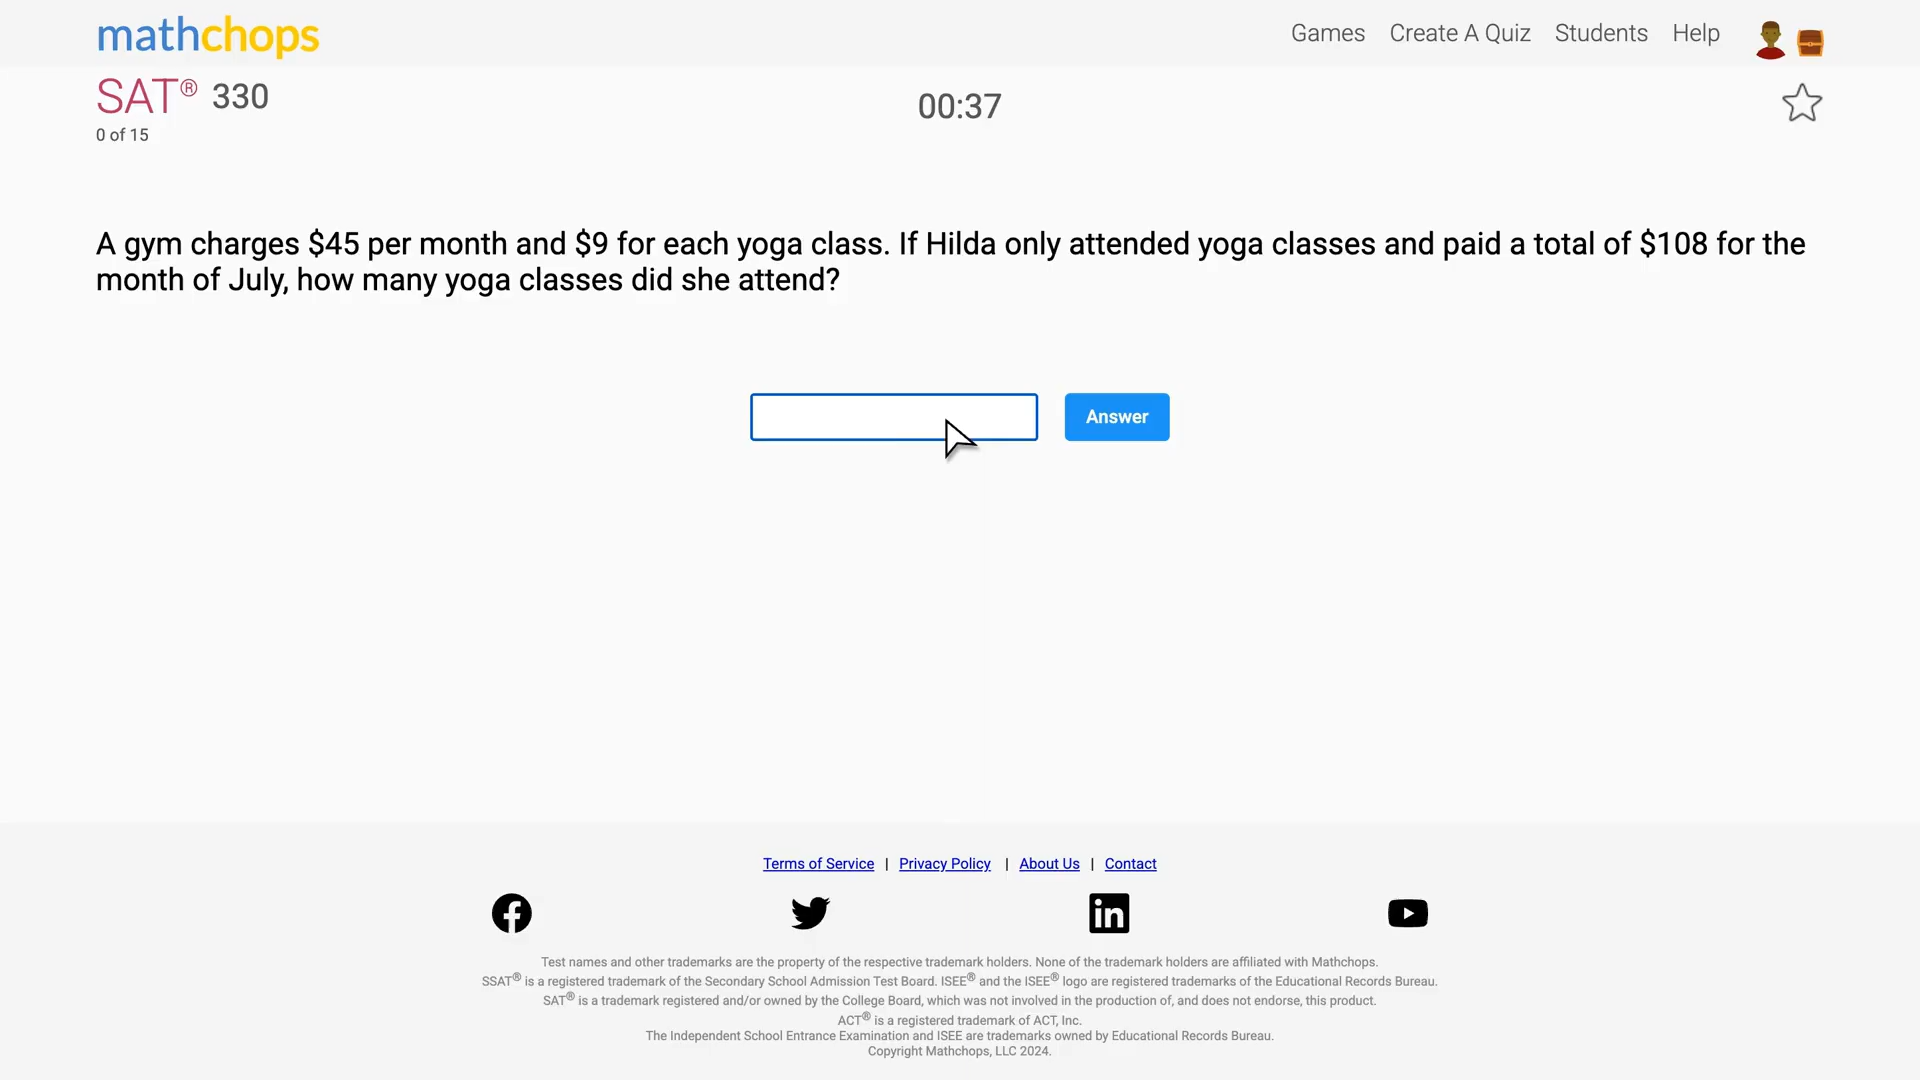 mathchops
Games Create A Quiz Students Help
SAT® 330
00:37
0 of 15
A gym charges $45 per month and $9 for each yoga class. If Hilda only attended yoga classes and paid a total of $108 for the
month of July, how many yoga classes did she attend?
Answer
Terms of Service | Privacy Policy | About Us | Contact
Test names and other trademarks are the property of the respective trademark holders. None of the trademark holders are affiliated with Mathchops.
SSAT® is a registered trademark of the Secondary School Admission Test Board. ISEE® and the ISEE® logo are registered trademarks of the Educational Records Bureau.
SAT® is a trademark registered and/or owned by the College Board, which was not involved in the production of, and does not endorse, this product.
ACT® is a registered trademark of ACT, Inc.
The Independent School Entrance Examination and ISEE are trademarks owned by Educational Records Bureau.
Copyright Mathchops, LLC 2024.